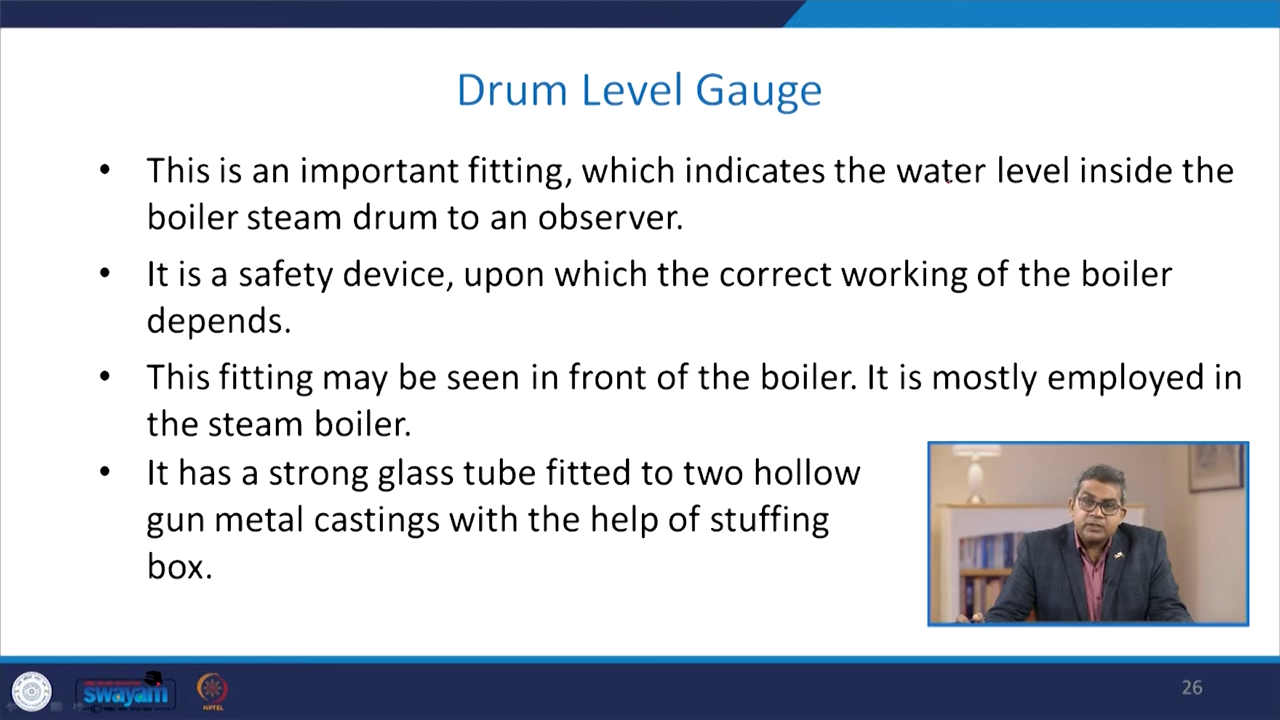 Drum Level Gauge
• This is an important fitting, which indicates the water level inside the
boiler steam drum to an observer.
• It is a safety device, upon which the correct working of the boiler
depends.
• This fitting may be seen in front of the boiler. It is mostly employed in
the steam boiler.
• It has a strong glass tube fitted to two hollow
gun metal castings with the help of stuffing
box.
swayam
NPTEL
26